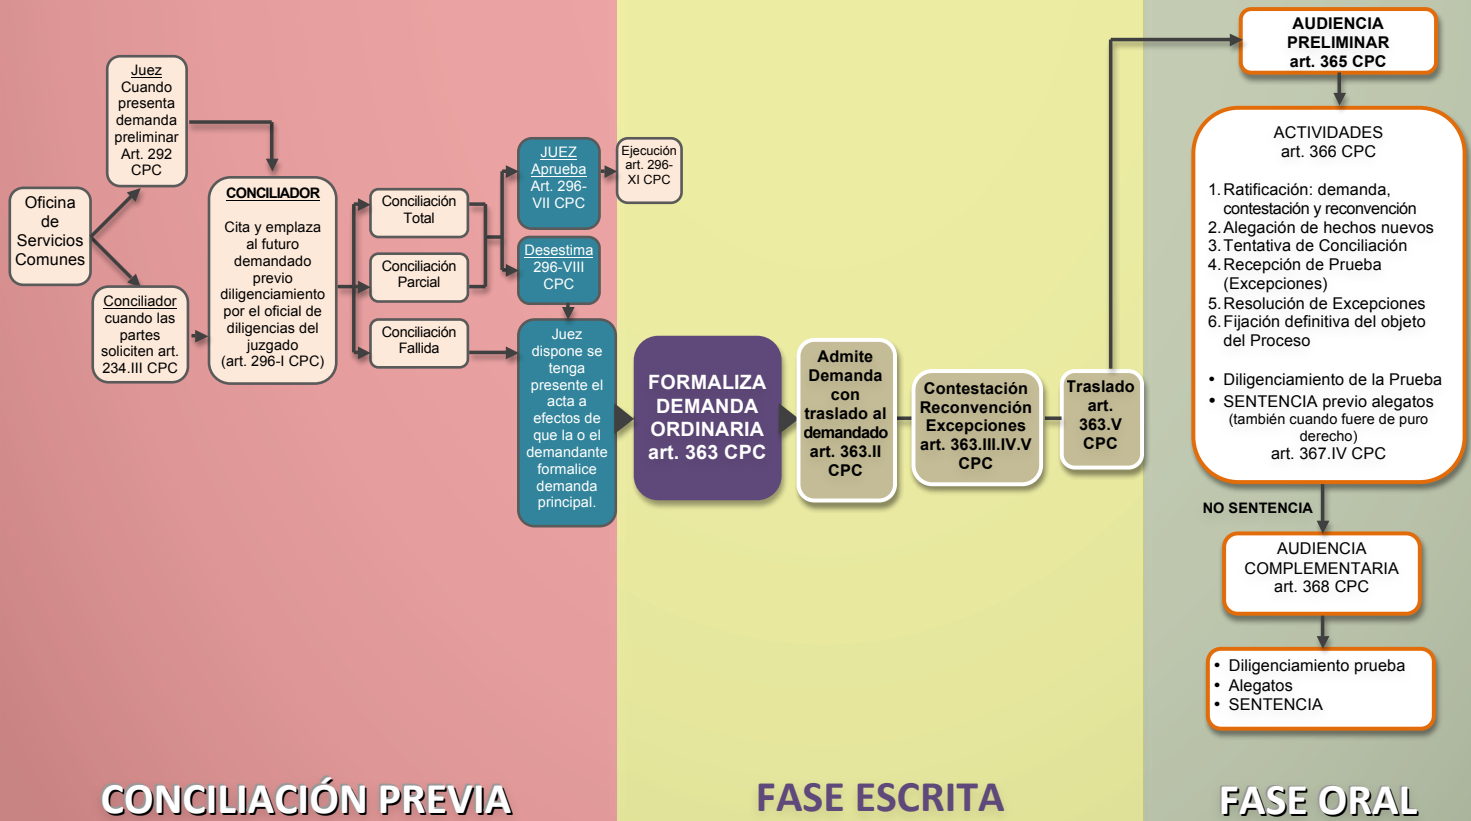 Oficina
de
Servicios
Comunes
Juez
Cuando
presenta
demanda
preliminar
Art. 292
CPC
Conciliador
cuando las
partes
soliciten art.
234.III CPC
CONCILIADOR
Cita y emplaza
al futuro
demandado
previo
diligenciamiento
por el oficial de
diligencias del
juzgado
(art. 296-I CPC)
Conciliación
Total
Conciliación
Parcial
Conciliación
Fallida
JUEZ
Aprueba
Art. 296-
VII CPC
Ejecución
art. 296-
XI CPC
Desestima
296-VIII
CPC
Juez
dispone se
tenga
presente el
acta a
efectos de
que la o el
demandante
formalice
demanda
principal.
FORMALIZA
DEMANDA
ORDINARIA
art. 363 CPC
Admite
Demanda
con
traslado al
demandado
art. 363.II
CPC
Contestación
Reconvención
Excepciones
art. 363.III.IV.V
CPC
Traslado
art.
363.V
CPC
AUDIENCIA
PRELIMINAR
art. 365 CPC
ACTIVIDADES
art. 366 CPC
1. Ratificación: demanda,
contestación y reconvención
2. Alegación de hechos nuevos
3. Tentativa de Conciliación
4. Recepción de Prueba
(Excepciones)
5. Resolución de Excepciones
6. Fijación definitiva del objeto
del Proceso
• Diligenciamiento de la Prueba
• SENTENCIA previo alegatos
(también cuando fuere de puro
derecho)
art. 367.IV CPC
NO SENTENCIA
AUDIENCIA
COMPLEMENTARIA
art. 368 CPC
• Diligenciamiento prueba
• Alegatos
• SENTENCIA
CONCILIACIÓN PREVIA
FASE ESCRITA
FASE ORAL